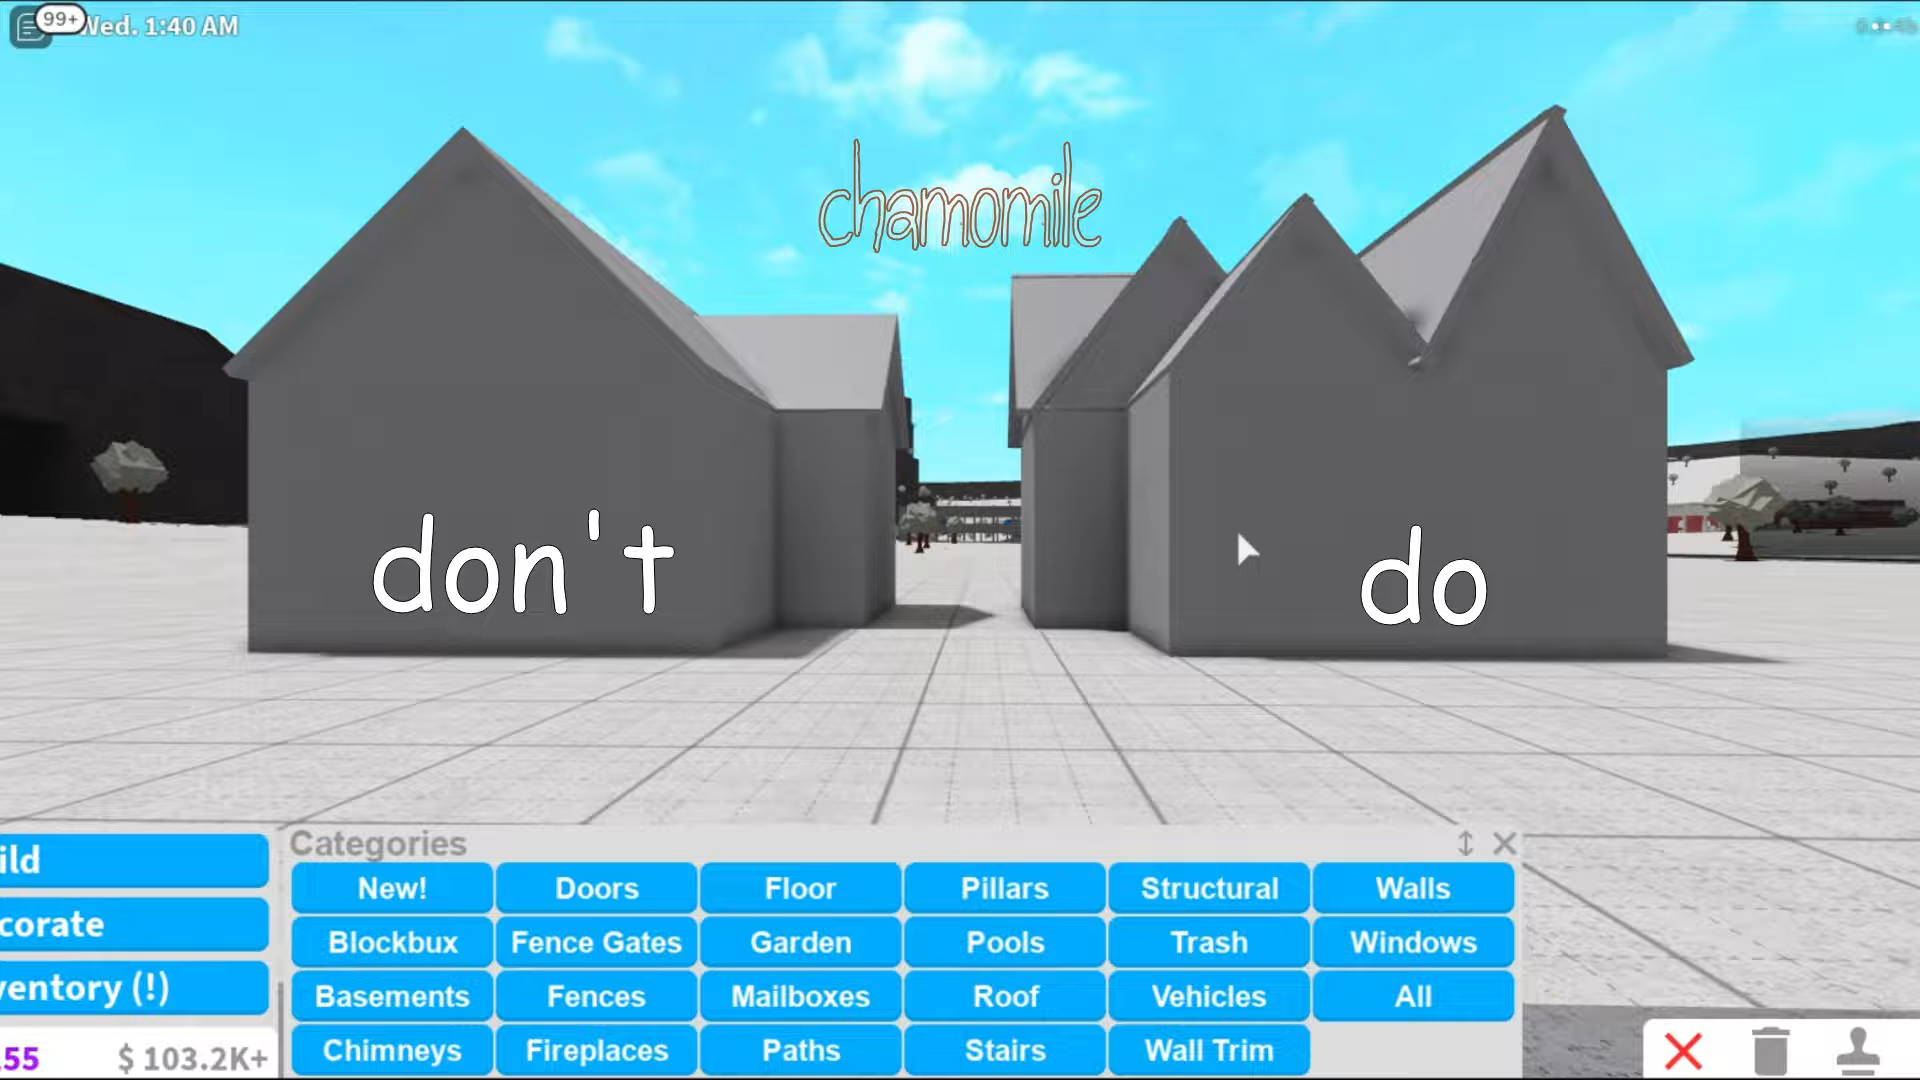 99+
Wed. 1:40 AM
chamomile
don't
do
Categories
ild
New!
Doors
Floor
Pillars
Structural
Walls
corate
Blockbux
Fence Gates
Garden
Pools
Trash
Windows
ventory (!)
Basements
Fences
Mailboxes
Roof
Vehicles
All
55
$ 103.2K+
Chimneys
Fireplaces
Paths
Stairs
Wall Trim